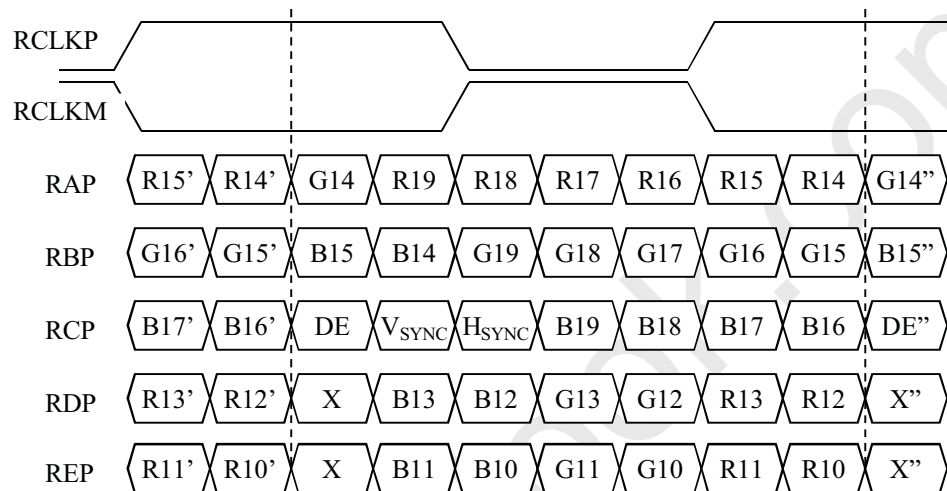 RCLKP
RCLKM
RAP R15’ R14’ G14 R19 R18 R17 R16 R15 R14 G14”
RBP G16’ G15’ B15 B14 G19 G18 G17 G16 G15 B15”
RCP B17’ B16’ DE VSYNC HSYNC B19 B18 B17 B16 DE”
RDP R13’ R12’ X B13 B12 G13 G12 R13 R12 X”
REP R11’ R10’ X B11 B10 G11 G10 R11 R10 X”